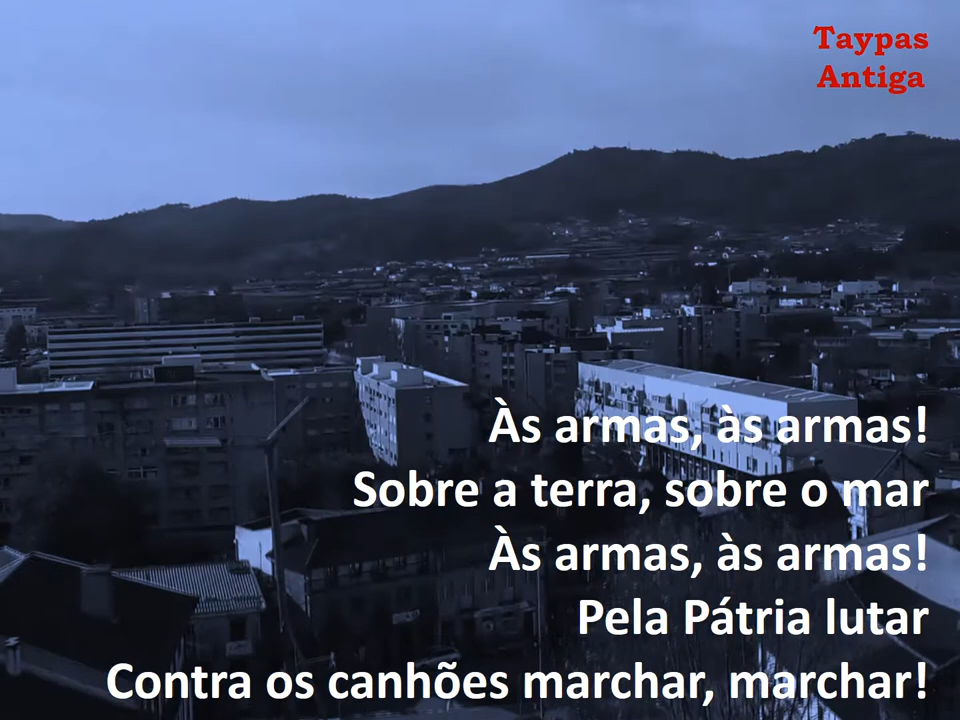 Taypas
Antiga
Às armas, às armas!
Sobre a terra, sobre o mar
Às armas, às armas!
Pela Pátria lutar
Contra os canhões marchar, marchar!